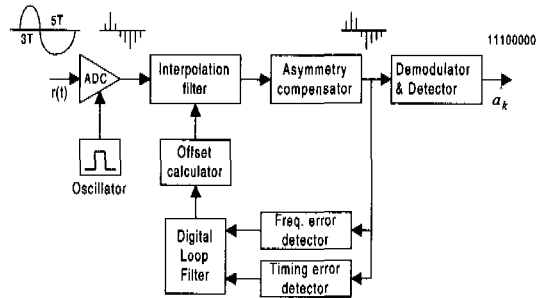 5T
3T
11100000
r(t)
ADC
Interpolation
filter
Asymmetry
compensator
Demodulator
& Detector
a_k
Oscillator
Offset
calculator
Digital
Loop
Filter
Freq. error
detector
Timing error
detector